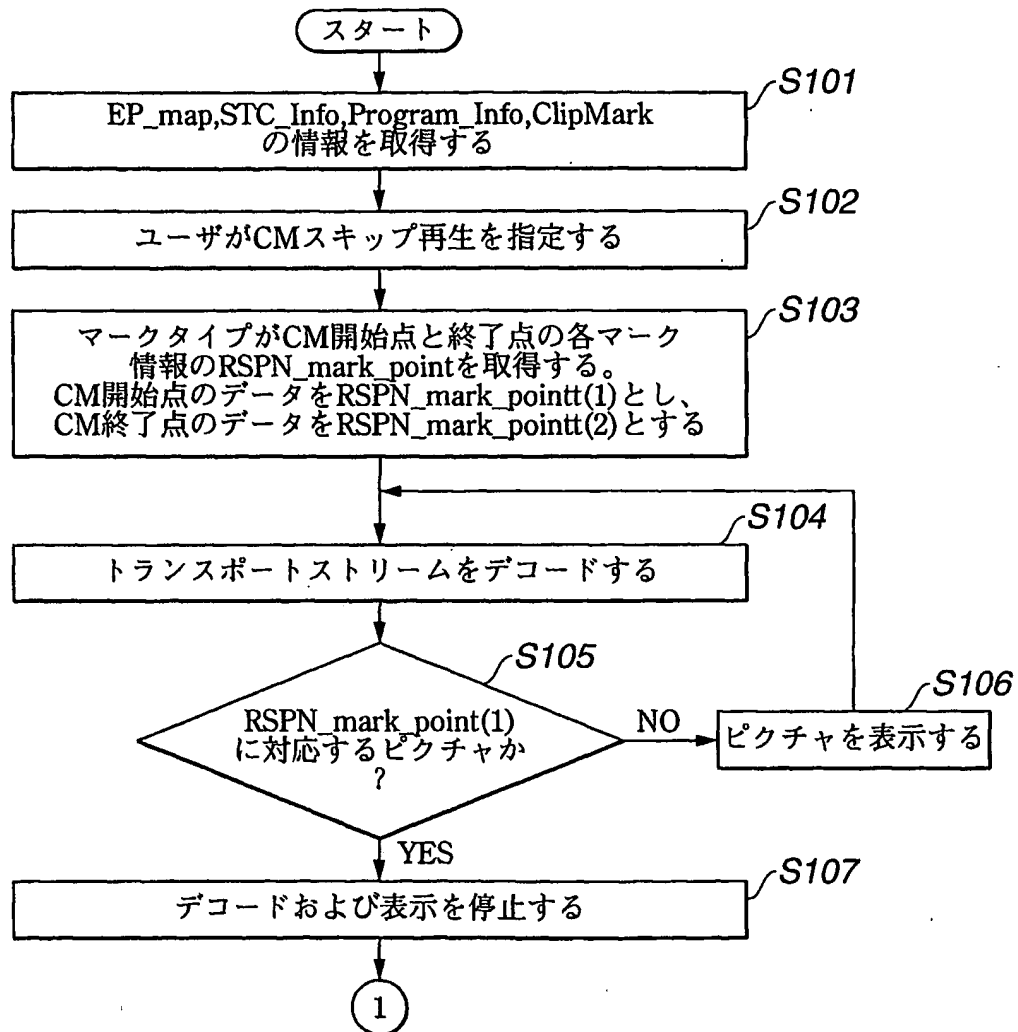 スタート
S101
EP_map,STC_Info,Program_Info,ClipMark
の情報を取得する
S102
ユーザがCMスキップ再生を指定する
S103
マークタイプがCM開始点と終了点の各マーク
情報のRSPN_mark_pointを取得する。
CM開始点のデータをRSPN_mark_pointt(1)とし、
CM終了点のデータをRSPN_mark_pointt(2)とする
S104
トランスポートストリームをデコードする
S105
RSPN_mark_point(1)
に対応するピクチャか
?
NO
S106
ピクチャを表示する
YES
S107
デコードおよび表示を停止する
1